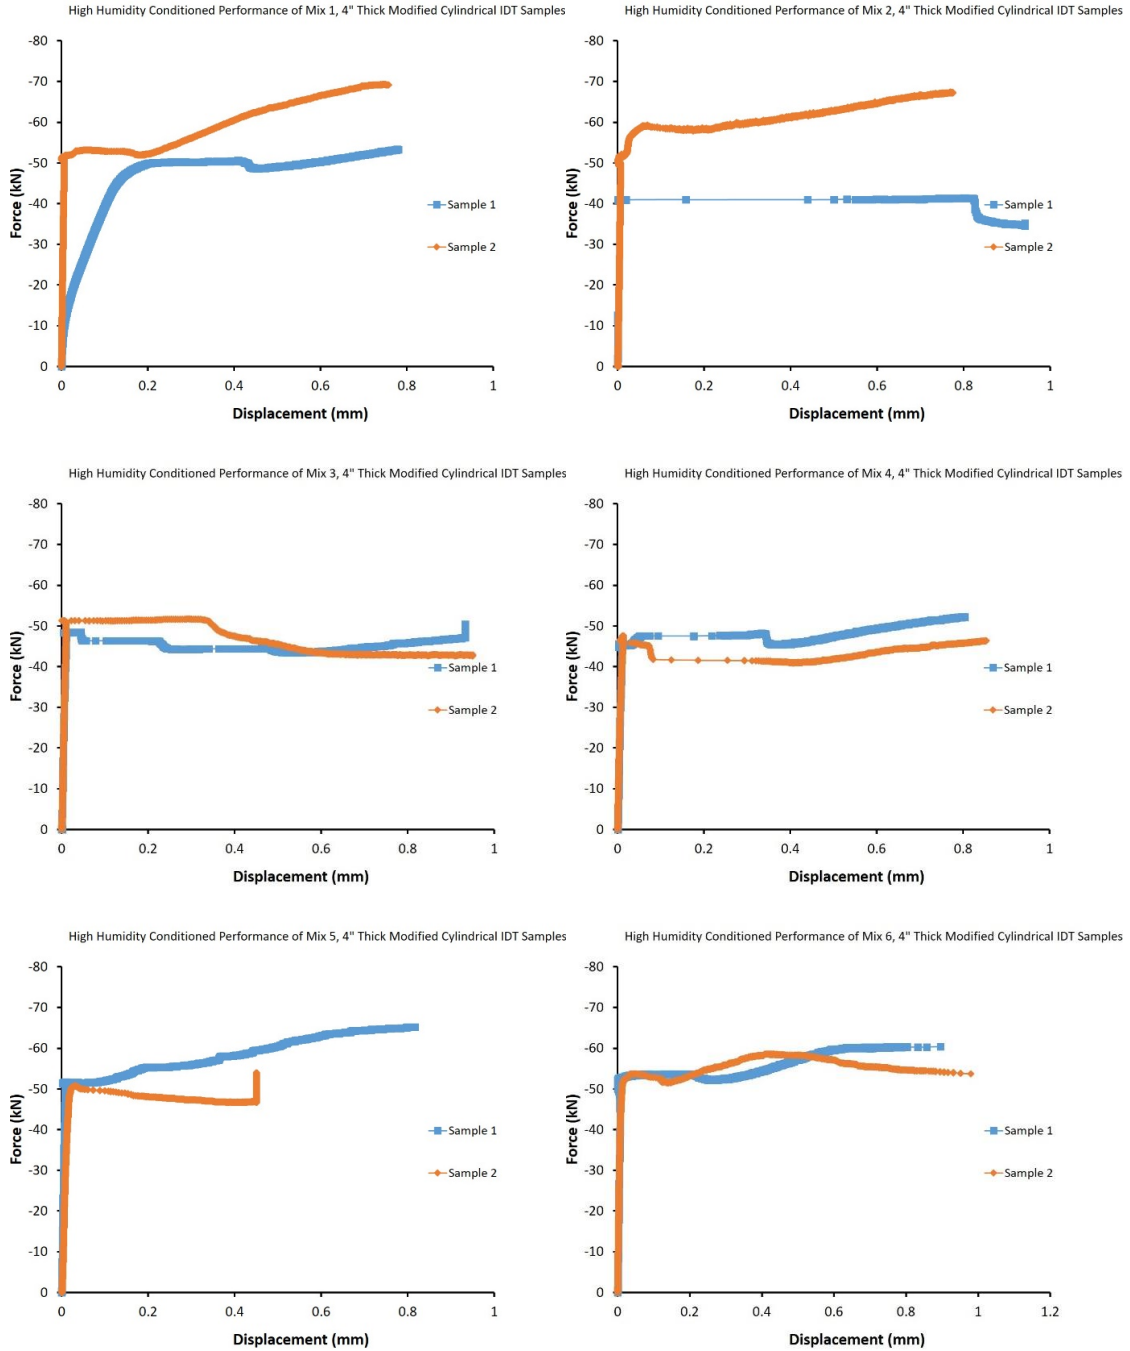 High Humidity Conditioned Performance of Mix 1, 4" Thick Modified Cylindrical IDT Samples
-80
-70
-60
-50
-40
-30
-20
-10
0
Force (kN)
Sample 1
Sample 2
0 0.2 0.4 0.6 0.8 1
Displacement (mm)
High Humidity Conditioned Performance of Mix 2, 4" Thick Modified Cylindrical IDT Samples
-80
-70
-60
-50
-40
-30
-20
-10
0
Force (kN)
Sample 1
Sample 2
0 0.2 0.4 0.6 0.8 1
Displacement (mm)
High Humidity Conditioned Performance of Mix 3, 4" Thick Modified Cylindrical IDT Samples
-80
-70
-60
-50
-40
-30
-20
-10
0
Force (kN)
Sample 1
Sample 2
0 0.2 0.4 0.6 0.8 1
Displacement (mm)
High Humidity Conditioned Performance of Mix 4, 4" Thick Modified Cylindrical IDT Samples
-80
-70
-60
-50
-40
-30
-20
-10
0
Force (kN)
Sample 1
Sample 2
0 0.2 0.4 0.6 0.8 1
Displacement (mm)
High Humidity Conditioned Performance of Mix 5, 4" Thick Modified Cylindrical IDT Samples
-80
-70
-60
-50
-40
-30
-20
-10
0
Force (kN)
Sample 1
Sample 2
0 0.2 0.4 0.6 0.8 1
Displacement (mm)
High Humidity Conditioned Performance of Mix 6, 4" Thick Modified Cylindrical IDT Samples
-80
-70
-60
-50
-40
-30
-20
-10
0
Force (kN)
Sample 1
Sample 2
0 0.2 0.4 0.6 0.8 1 1.2
Displacement (mm)